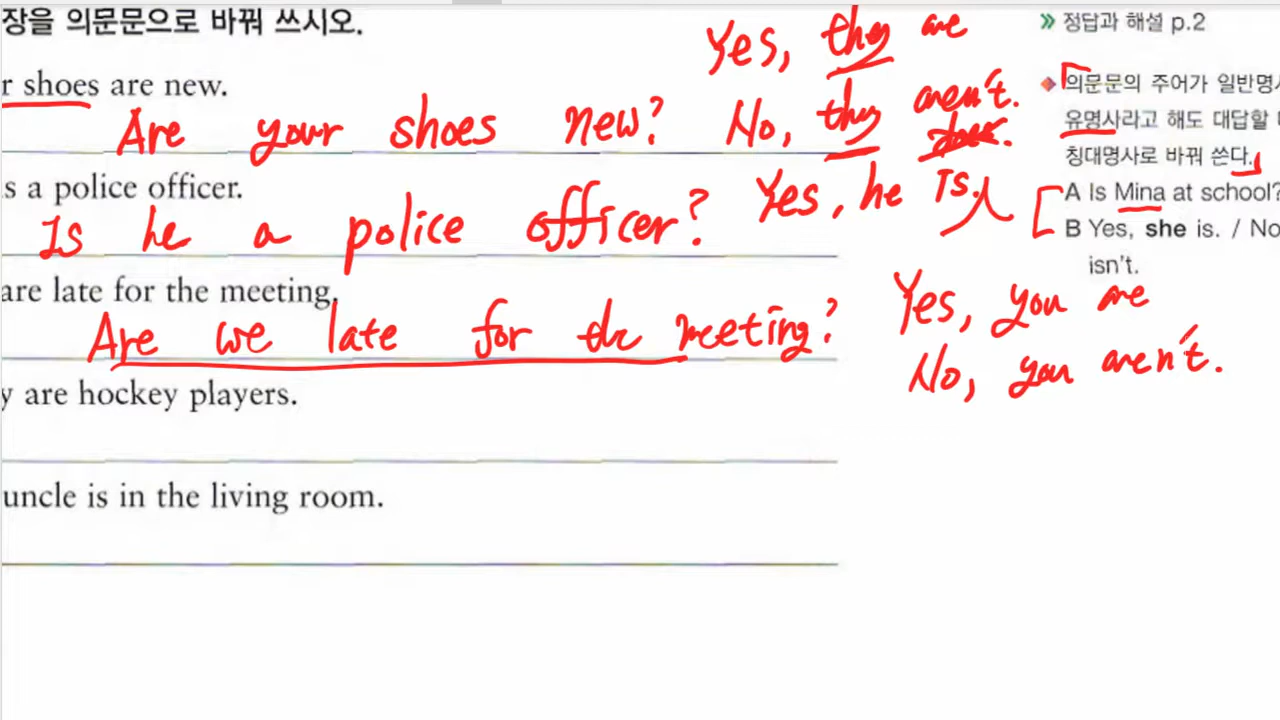 장을 의문문으로 바꿔 쓰시오.
Yes, they are
» 정답과 해설 p.2
r shoes are new.
Are your shoes new? No, they aren't.
의문문의 주어가 일반명사
유명사라고 해도 대답할
칭대명사로 바꿔 쓴다.
s a police officer.
Is he a police officer? Yes, he is.
A Is Mina at school?
B Yes, she is. / No
isn't.
are late for the meeting.
Are we late for the meeting? Yes, you are
No, you aren't.
y are hockey players.
uncle is in the living room.